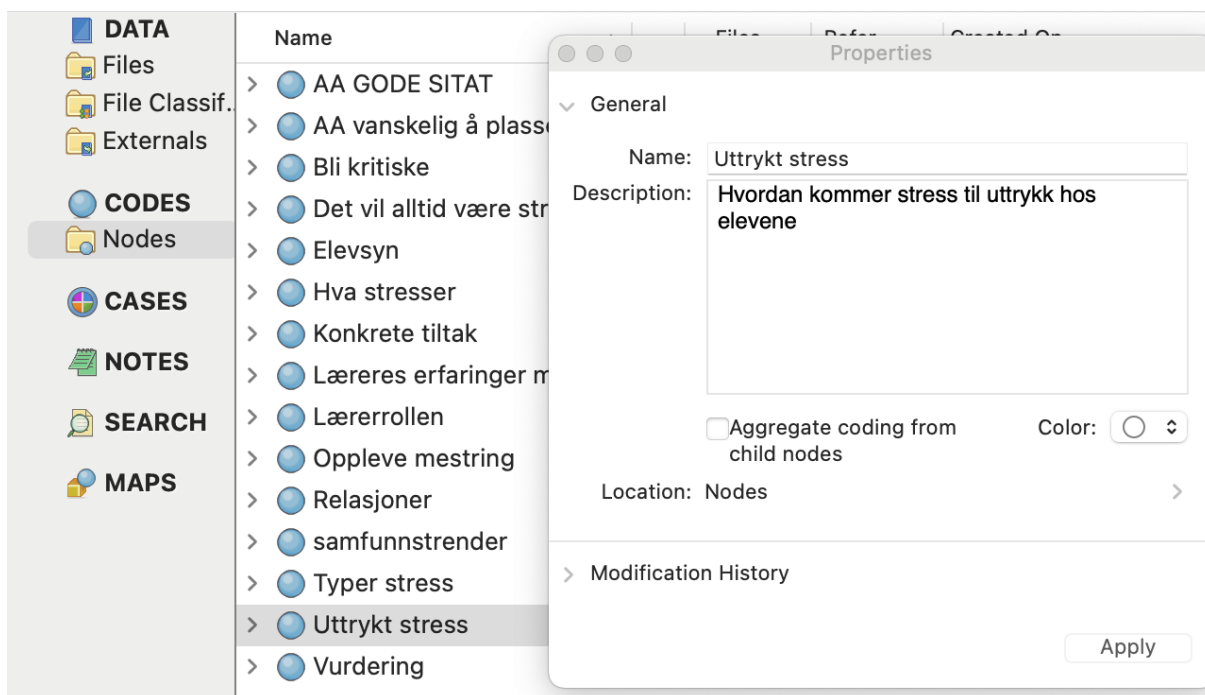 DATA
Files
File Classif..
Externals
CODES
Nodes
CASES
NOTES
SEARCH
MAPS
Name
AA GODE SITAT
AA vanskelig å
Bli kritiske
Det vil alltid være
Elevsyn
Hva stresser
Konkrete tiltak
Læreres erfaringer
Lærerrollen
Oppleve mestring
Relasjoner
samfunnstrender
Typer stress
Uttrykt stress
Vurdering
Properties
General
Name: Uttrykt stress
Description: Hvordan kommer stress til uttrykk hos
elevene
Aggregate coding from Color:
child nodes
Location: Nodes
Modification History
Apply